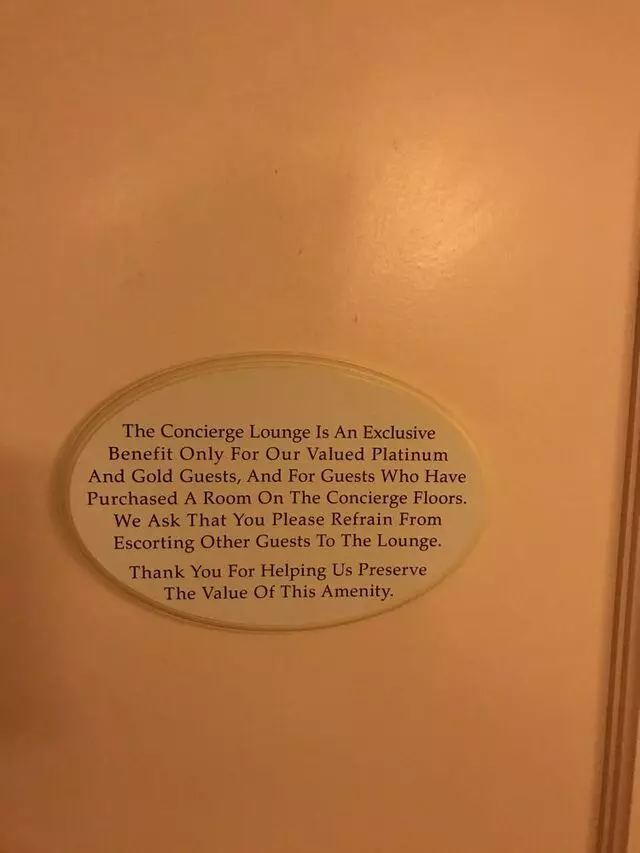 The Concierge Lounge Is An Exclusive
Benefit Only For Our Valued Platinum
And Gold Guests, And For Guests Who Have
Purchased A Room On The Concierge Floors.
We Ask That You Please Refrain From
Escorting Other Guests To The Lounge.
Thank You For Helping Us Preserve
The Value Of This Amenity.